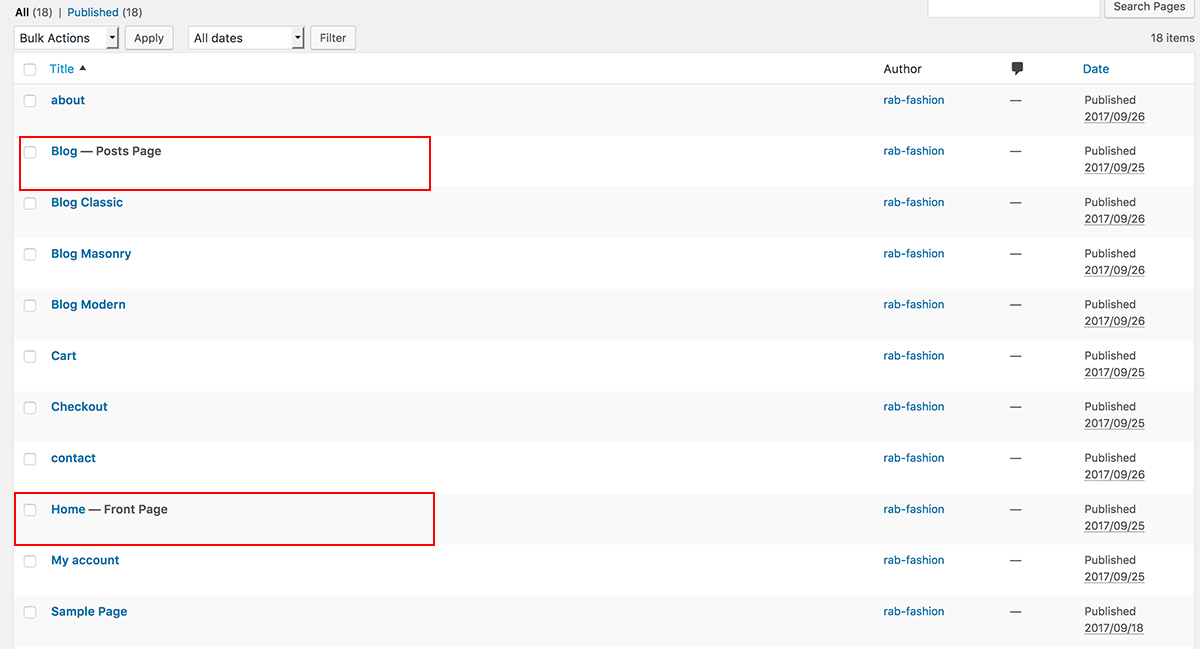 All (18) | Published (18)
Search Pages
Bulk Actions Apply All dates Filter 18 items
Title Author Date
about rab-fashion — Published
2017/09/26
Blog — Posts Page rab-fashion — Published
2017/09/25
Blog Classic rab-fashion — Published
2017/09/26
Blog Masonry rab-fashion — Published
2017/09/26
Blog Modern rab-fashion — Published
2017/09/26
Cart rab-fashion — Published
2017/09/25
Checkout rab-fashion — Published
2017/09/25
contact rab-fashion — Published
2017/09/26
Home — Front Page rab-fashion — Published
2017/09/25
My account rab-fashion — Published
2017/09/25
Sample Page rab-fashion — Published
2017/09/18